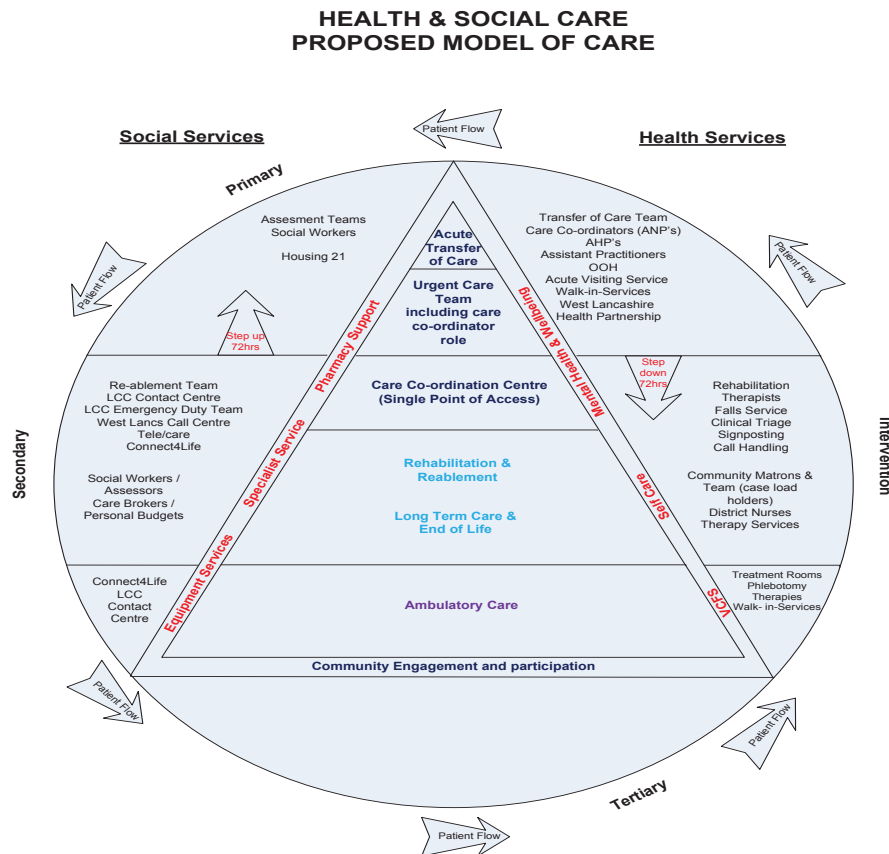 HEALTH & SOCIAL CARE
PROPOSED MODEL OF CARE
Social Services
Health Services
Patient Flow
Primary
Assesment Teams
Social Workers
Housing 21
Acute
Transfer
of Care
Transfer of Care Team
Care Co-ordinators (ANP's)
AHP's
Assistant Practitioners
OOH
Acute Visiting Service
Walk-in-Services
West Lancashire
Health Partnership
Patient Flow
Patient Flow
Step up
72hrs
Urgent Care
Team
including care
co-ordinator
role
Pharmacy Support
Mental Health & Wellbeing
Step
down
72hrs
Re-ablement Team
LCC Contact Centre
LCC Emergency Duty Team
West Lancs Call Centre
Tele/care
Connect4Life
Social Workers /
Assessors
Care Brokers /
Personal Budgets
Care Co-ordination Centre
(Single Point of Access)
Rehabilitation
Therapists
Falls Service
Clinical Triage
Signposting
Call Handling
Community Matrons &
Team (case load
holders)
District Nurses
Therapy Services
Secondary
Specialist Service
Rehabilitation &
Reablement
Long Term Care &
End of Life
Self Care
Intervention
Connect4Life
LCC
Contact
Centre
Equipment Services
Ambulatory Care
VCFS
Treatment Rooms
Phlebotomy
Therapies
Walk- in-Services
Community Engagement and participation
Patient Flow
Patient Flow
Tertiary
Patient Flow